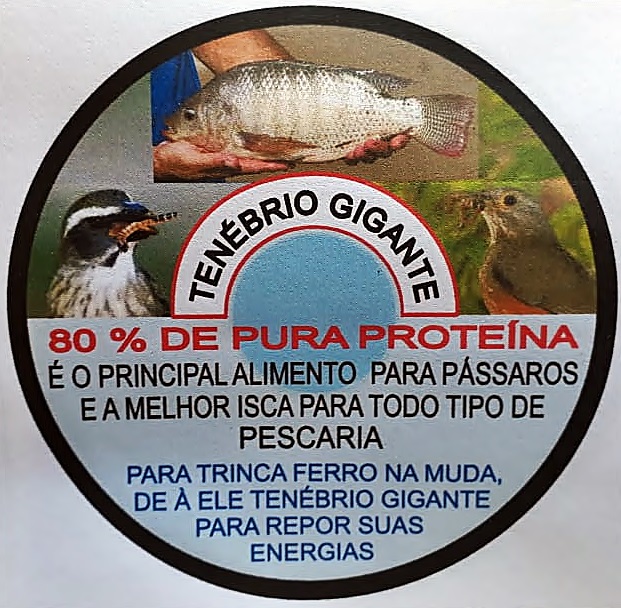 TENÉBRIO GIGANTE
80 % DE PURA PROTEÍNA
É O PRINCIPAL ALIMENTO PARA PÁSSAROS
E A MELHOR ISCA PARA TODO TIPO DE
PESCARIA
PARA TRINCA FERRO NA MUDA,
DE À ELE TENÉBRIO GIGANTE
PARA REPOR SUAS
ENERGIAS